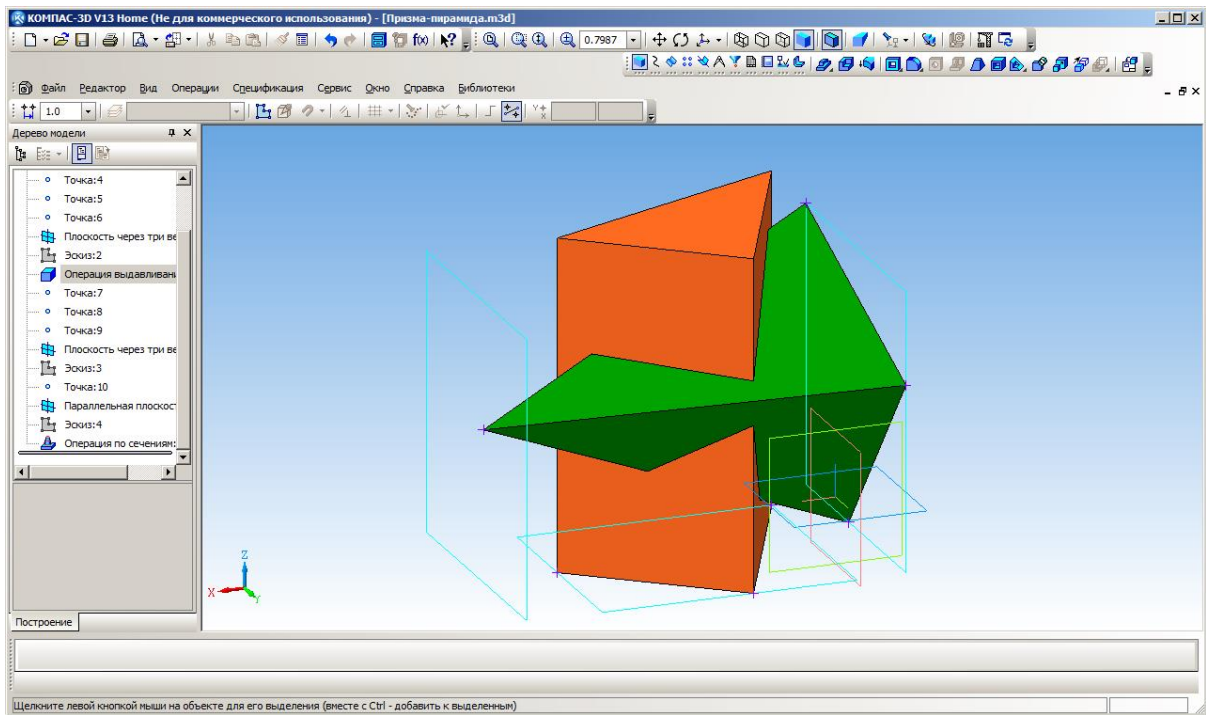 КОМПАС-3D V13 Home (Не для коммерческого использования) - [Призма-пирамида.m3d]
0.7987
Файл Редактор Вид Операции Спецификация Сервис Окно Справка Библиотеки
1.0
Дерево модели
Точка:4
Точка:5
Точка:6
Плоскость через три ве
Эскиз:2
Операция выдавливани
Точка:7
Точка:8
Точка:9
Плоскость через три ве
Эскиз:3
Точка:10
Параллельная плоскост
Эскиз:4
Операция по сечениям:
Z
X
Y
Построение
Щелкните левой кнопкой мыши на объекте для его выделения (вместе с Ctrl - добавить к выделенным)